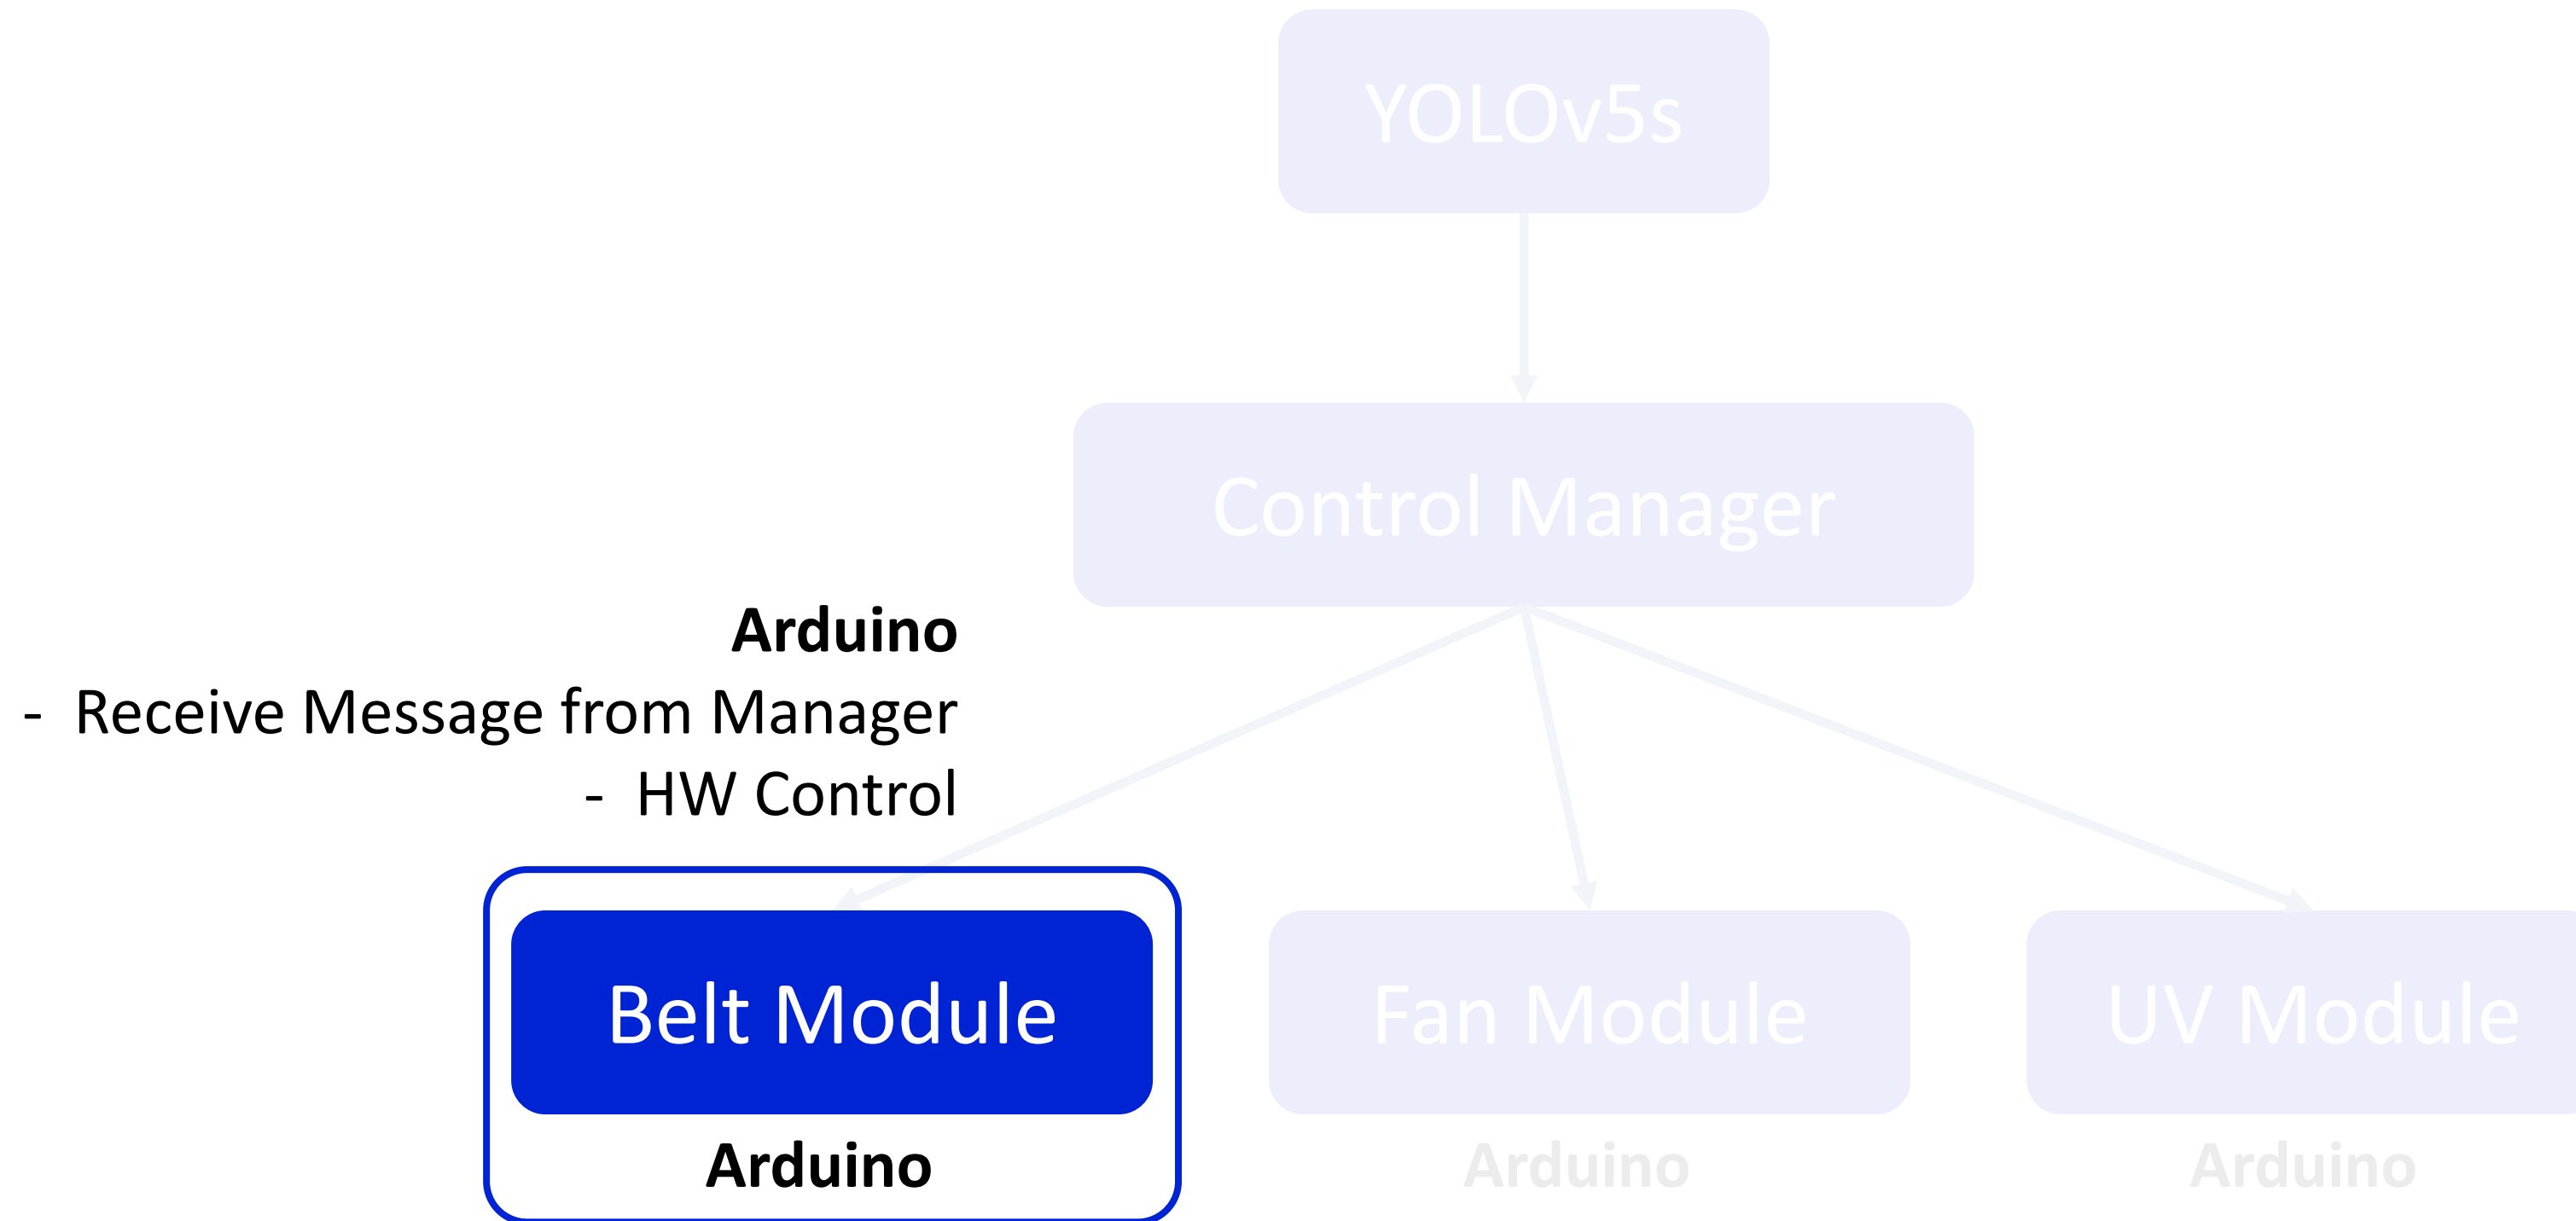 YOLOv5s
Control Manager
Arduino
- Receive Message from Manager
- HW Control
Belt Module
Fan Module
UV Module
Arduino
Arduino
Arduino